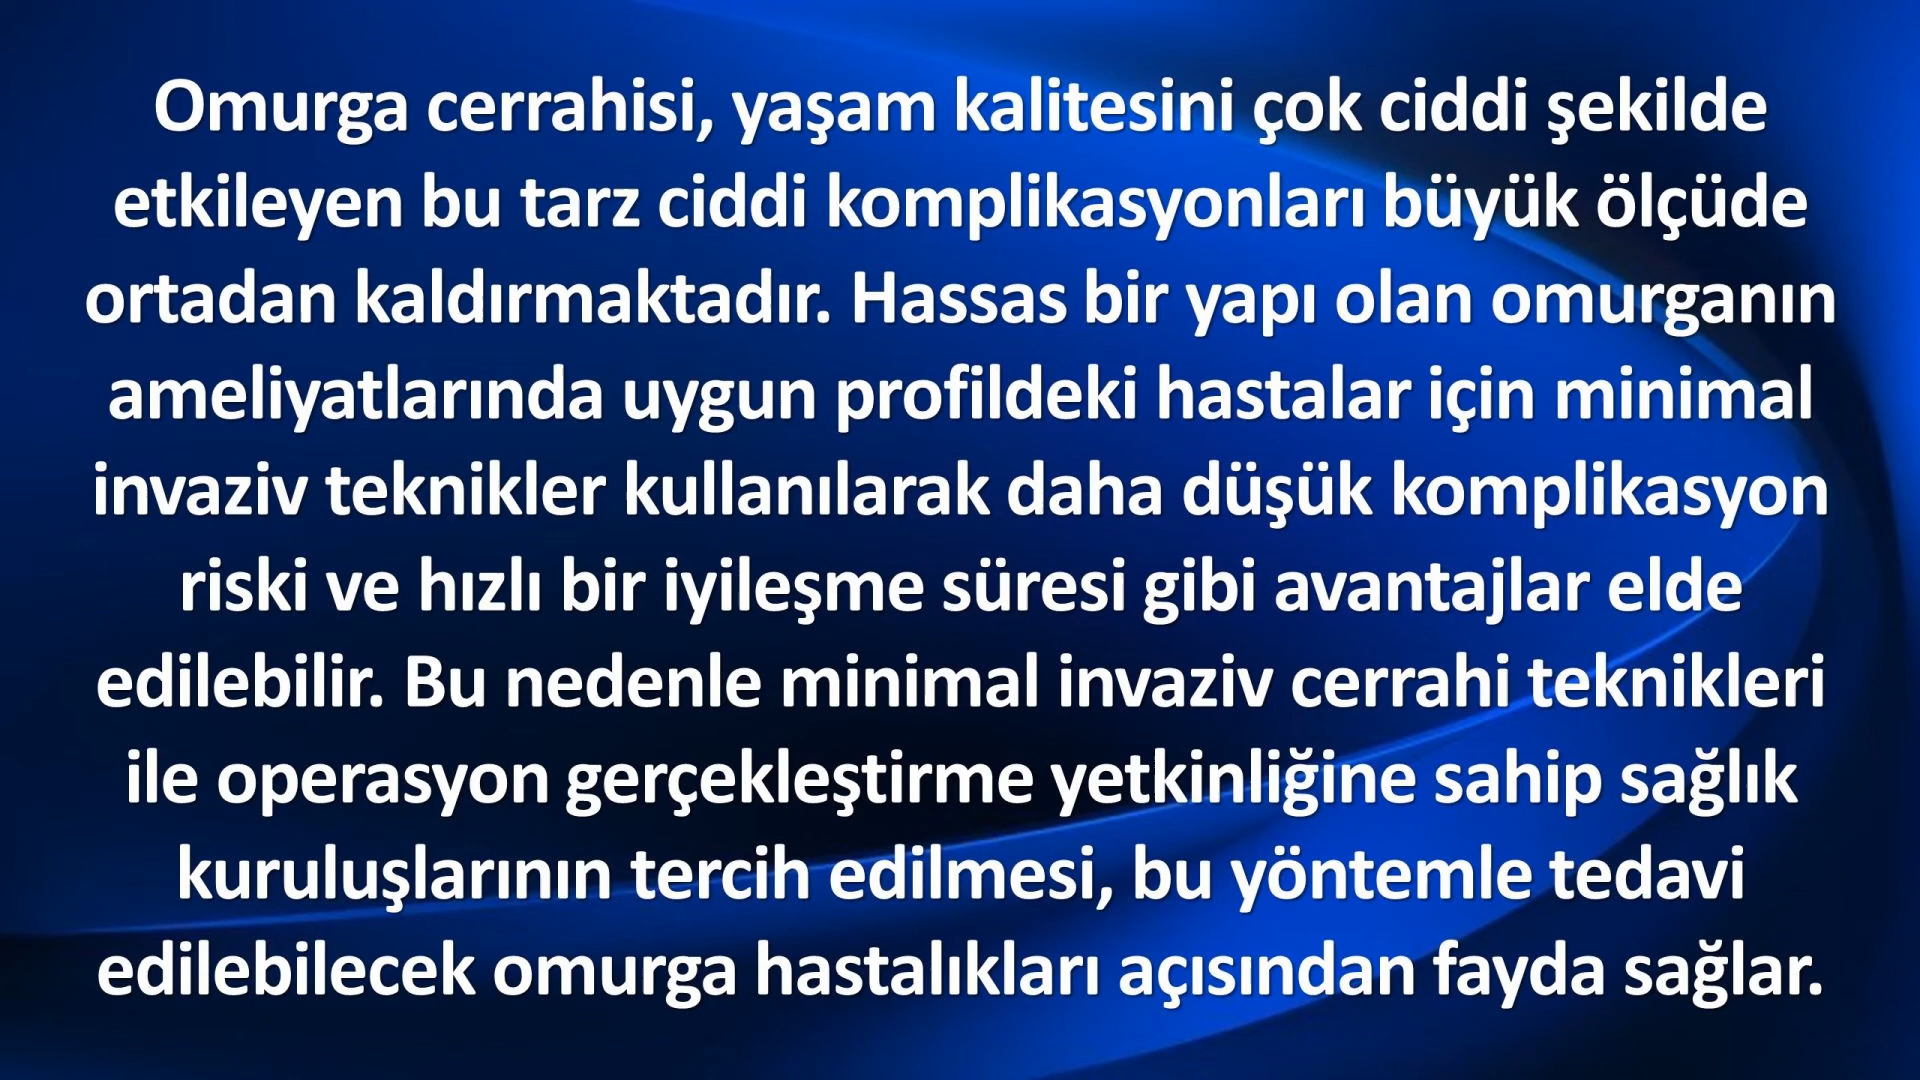 Omurga cerrahisi, yaşam kalitesini çok ciddi şekilde
etkileyen bu tarz ciddi komplikasyonları büyük ölçüde
ortadan kaldırmaktadır. Hassas bir yapı olan omurganın
ameliyatlarında uygun profildeki hastalar için minimal
invaziv teknikler kullanılarak daha düşük komplikasyon
riski ve hızlı bir iyileşme süresi gibi avantajlar elde
edilebilir. Bu nedenle minimal invaziv cerrahi teknikleri
ile operasyon gerçekleştirme yetkinliğine sahip sağlık
kuruluşlarının tercih edilmesi, bu yöntemle tedavi
edilebilecek omurga hastalıkları açısından fayda sağlar.